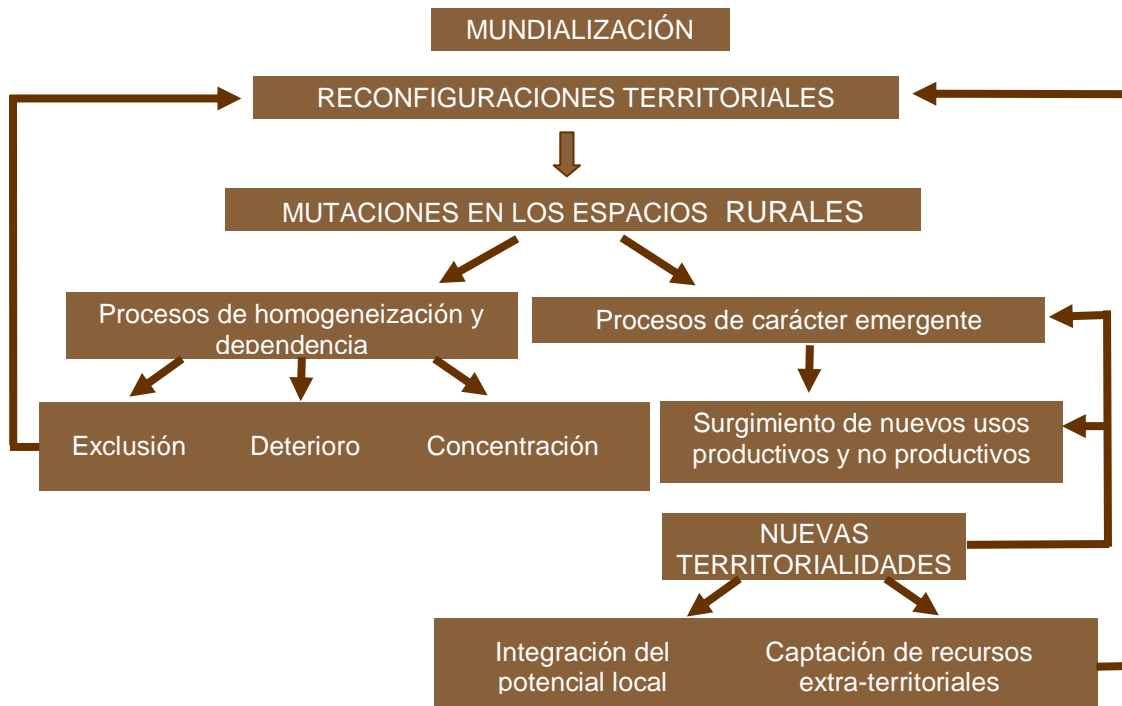 MUNDIALIZACIÓN
RECONFIGURACIONES TERRITORIALES
MUTACIONES EN LOS ESPACIOS RURALES
Procesos de homogeneización y
dependencia
Procesos de carácter emergente
Exclusión Deterioro Concentración
Surgimiento de nuevos usos
productivos y no productivos
NUEVAS
TERRITORIALIDADES
Integración del
potencial local
Captación de recursos
extra-territoriales